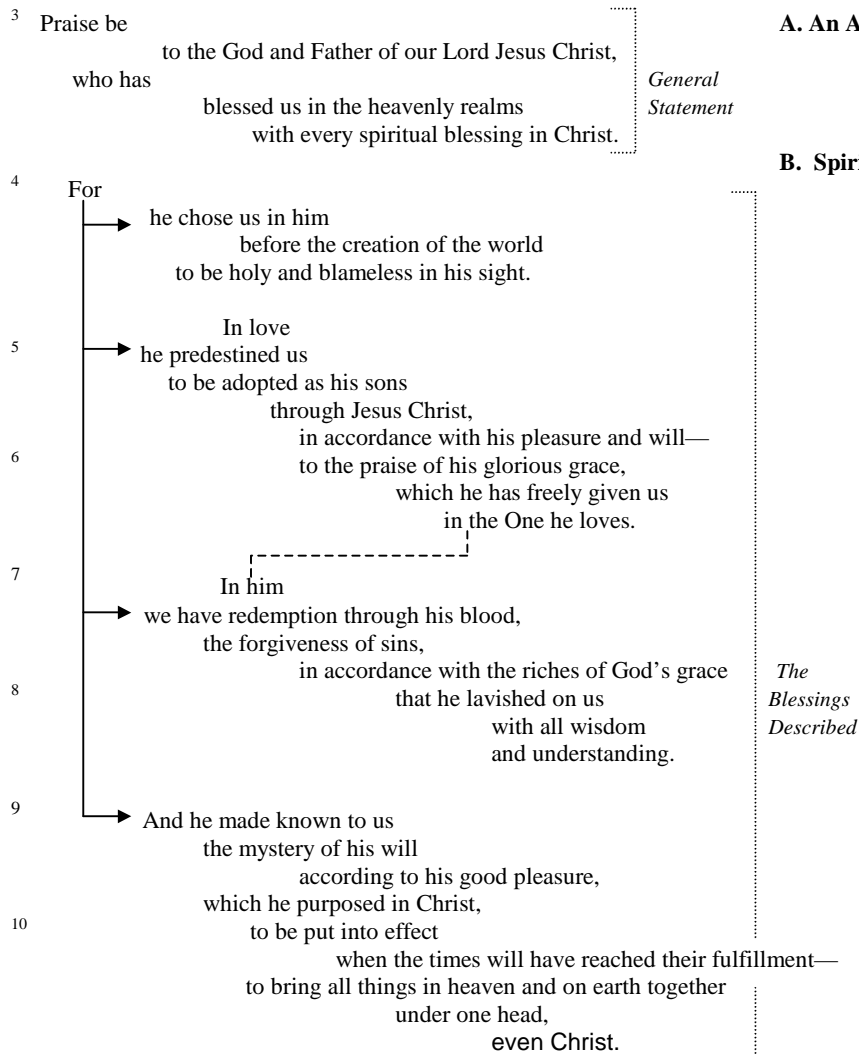 3 Praise be
A. An A
to the God and Father of our Lord Jesus Christ,
who has
General
blessed us in the heavenly realms
Statement
with every spiritual blessing in Christ.
B. Spiri
4
For
he chose us in him
before the creation of the world
to be holy and blameless in his sight.
In love
5
he predestined us
to be adopted as his sons
through Jesus Christ,
in accordance with his pleasure and will—
6
to the praise of his glorious grace,
which he has freely given us
in the One he loves.
7
In him
we have redemption through his blood,
the forgiveness of sins,
in accordance with the riches of God’s grace
The
8
that he lavished on us
Blessings
with all wisdom
Described
and understanding.
9
And he made known to us
the mystery of his will
according to his good pleasure,
which he purposed in Christ,
10
to be put into effect
when the times will have reached their fulfillment—
to bring all things in heaven and on earth together
under one head,
even Christ.